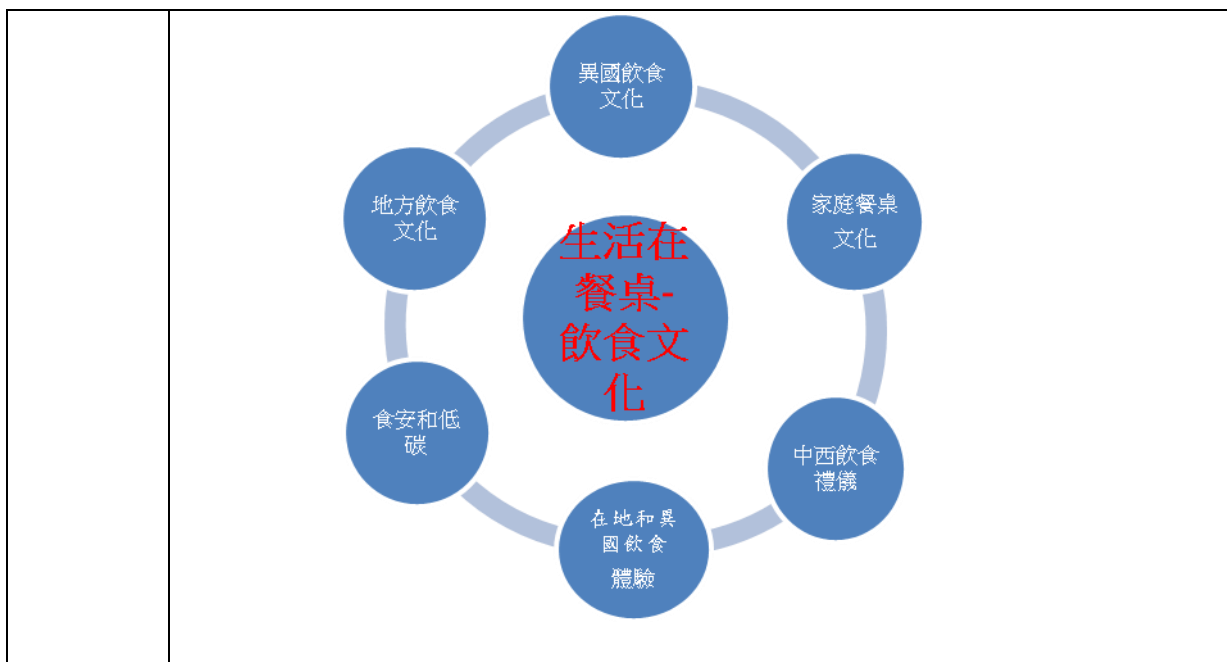 異國飲食
文化
家庭餐桌
文化
中西飲食
禮儀
在地和異
國飲食
體驗
食安和低
碳
地方飲食
文化
生活在
餐桌-
飲食文
化